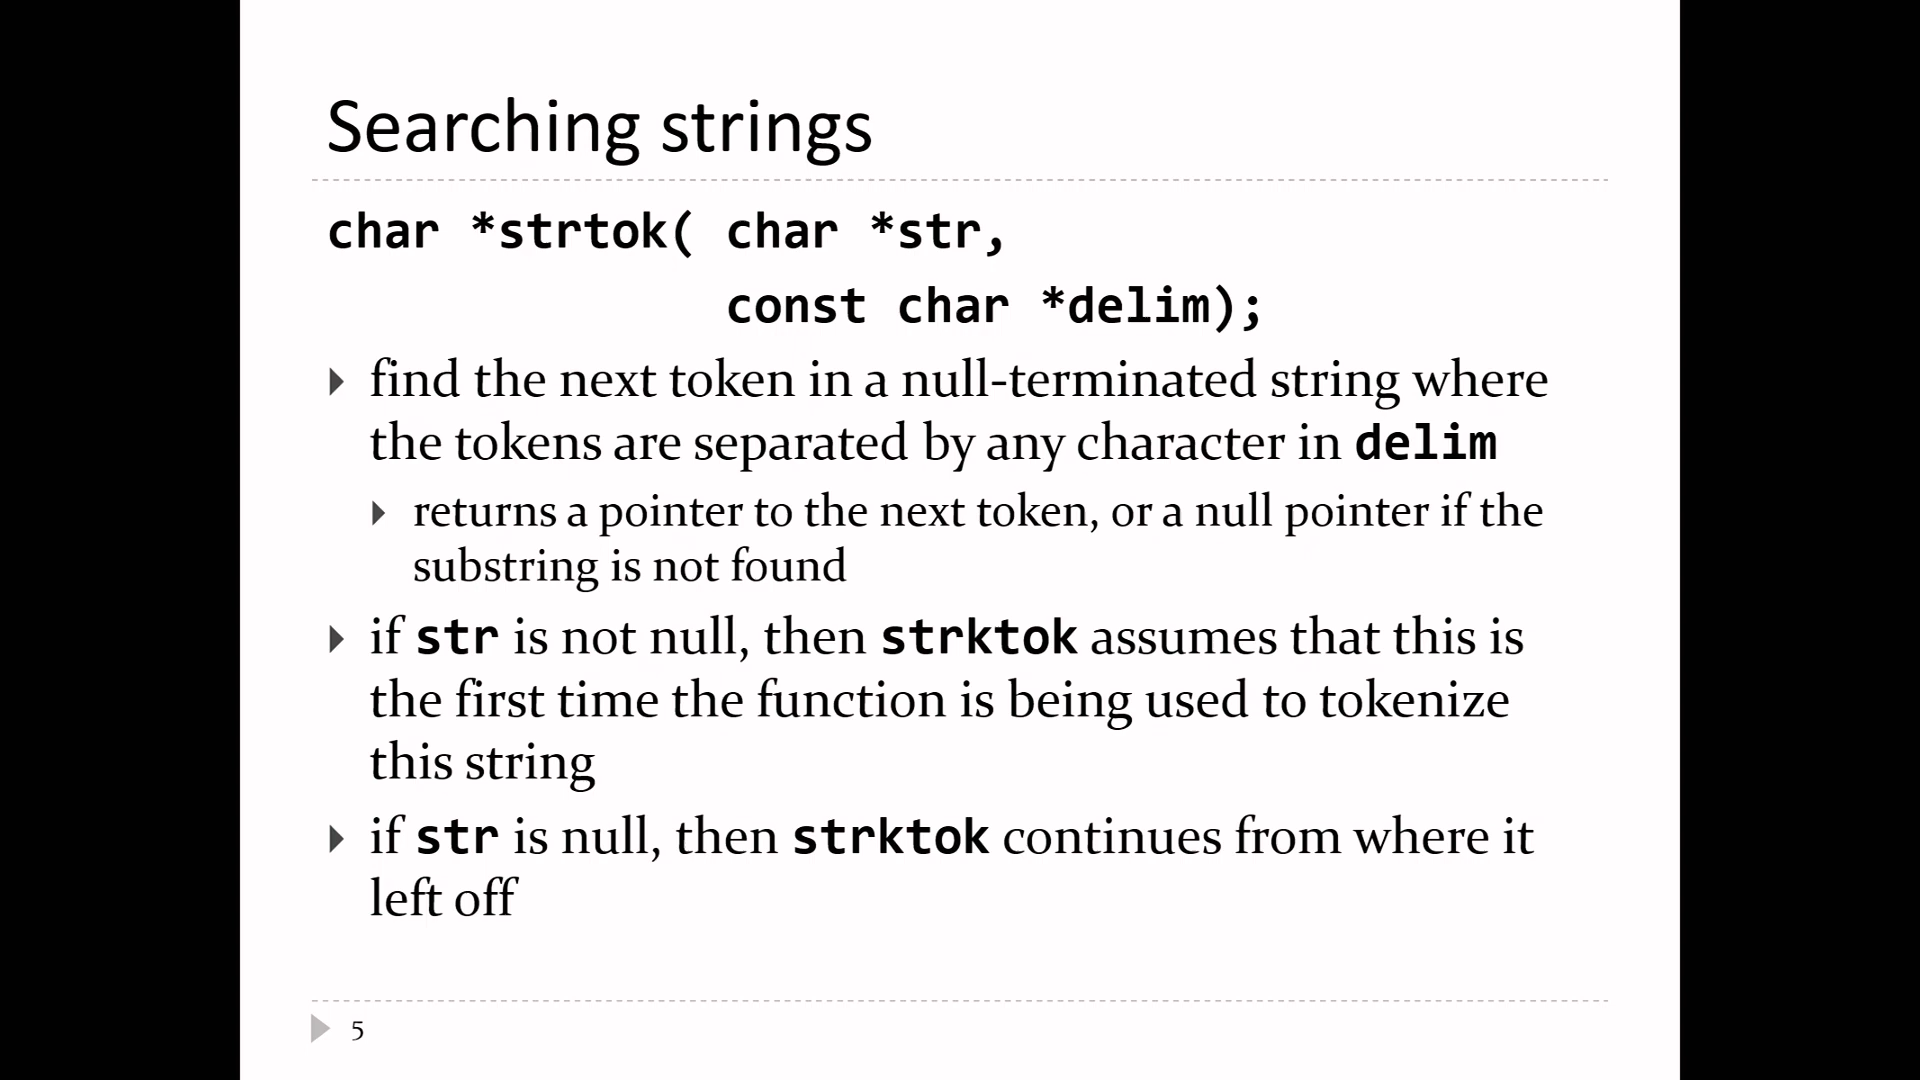 Searching strings
char *strtok( char *str,
const char *delim);
find the next token in a null-terminated string where
the tokens are separated by any character in delim
returns a pointer to the next token, or a null pointer if the
substring is not found
if str is not null, then strktok assumes that this is
the first time the function is being used to tokenize
this string
if str is null, then strktok continues from where it
left off
5